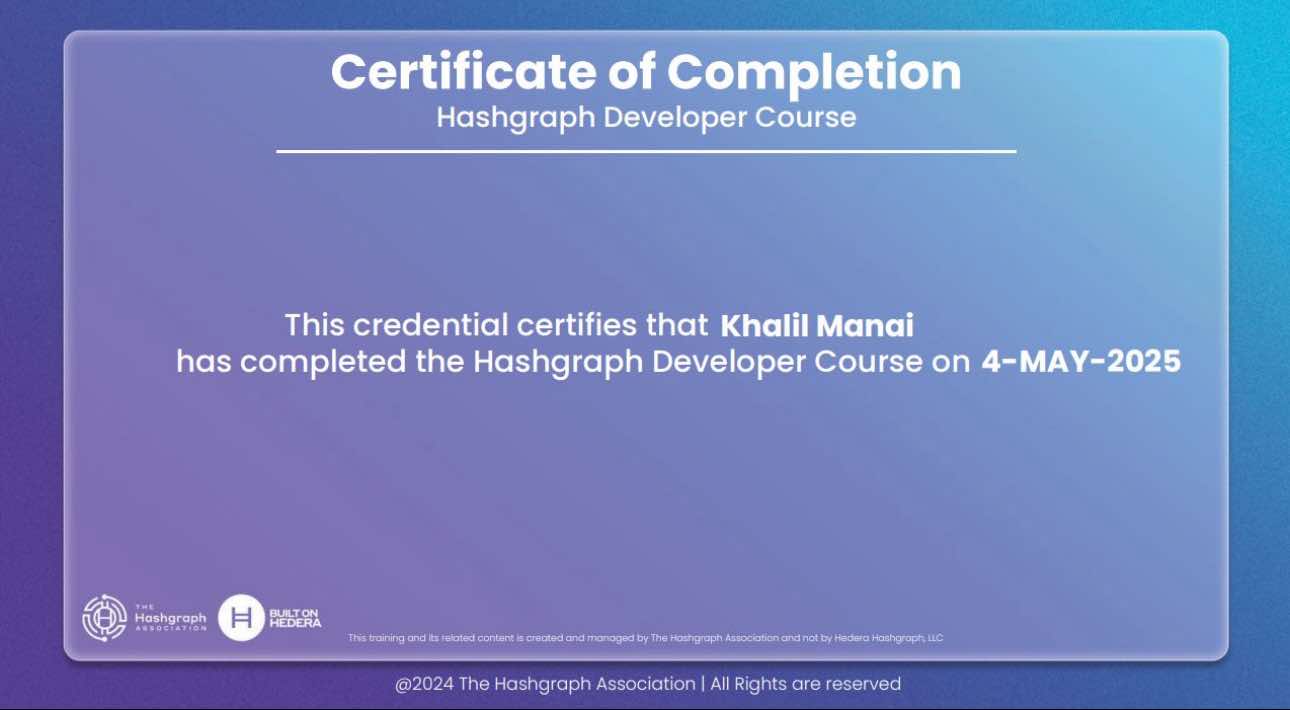 Certificate of Completion
Hashgraph Developer Course
This credential certifies that Khalil Manai
has completed the Hashgraph Developer Course on 4-MAY-2025
THE
Hashgraph
ASSOCIATION
H
BUILT ON
HEDERA
This training and its related content is created and managed by The Hashgraph Association and not by Hedera Hashgraph, LLC
@2024 The Hashgraph Association | All Rights are reserved